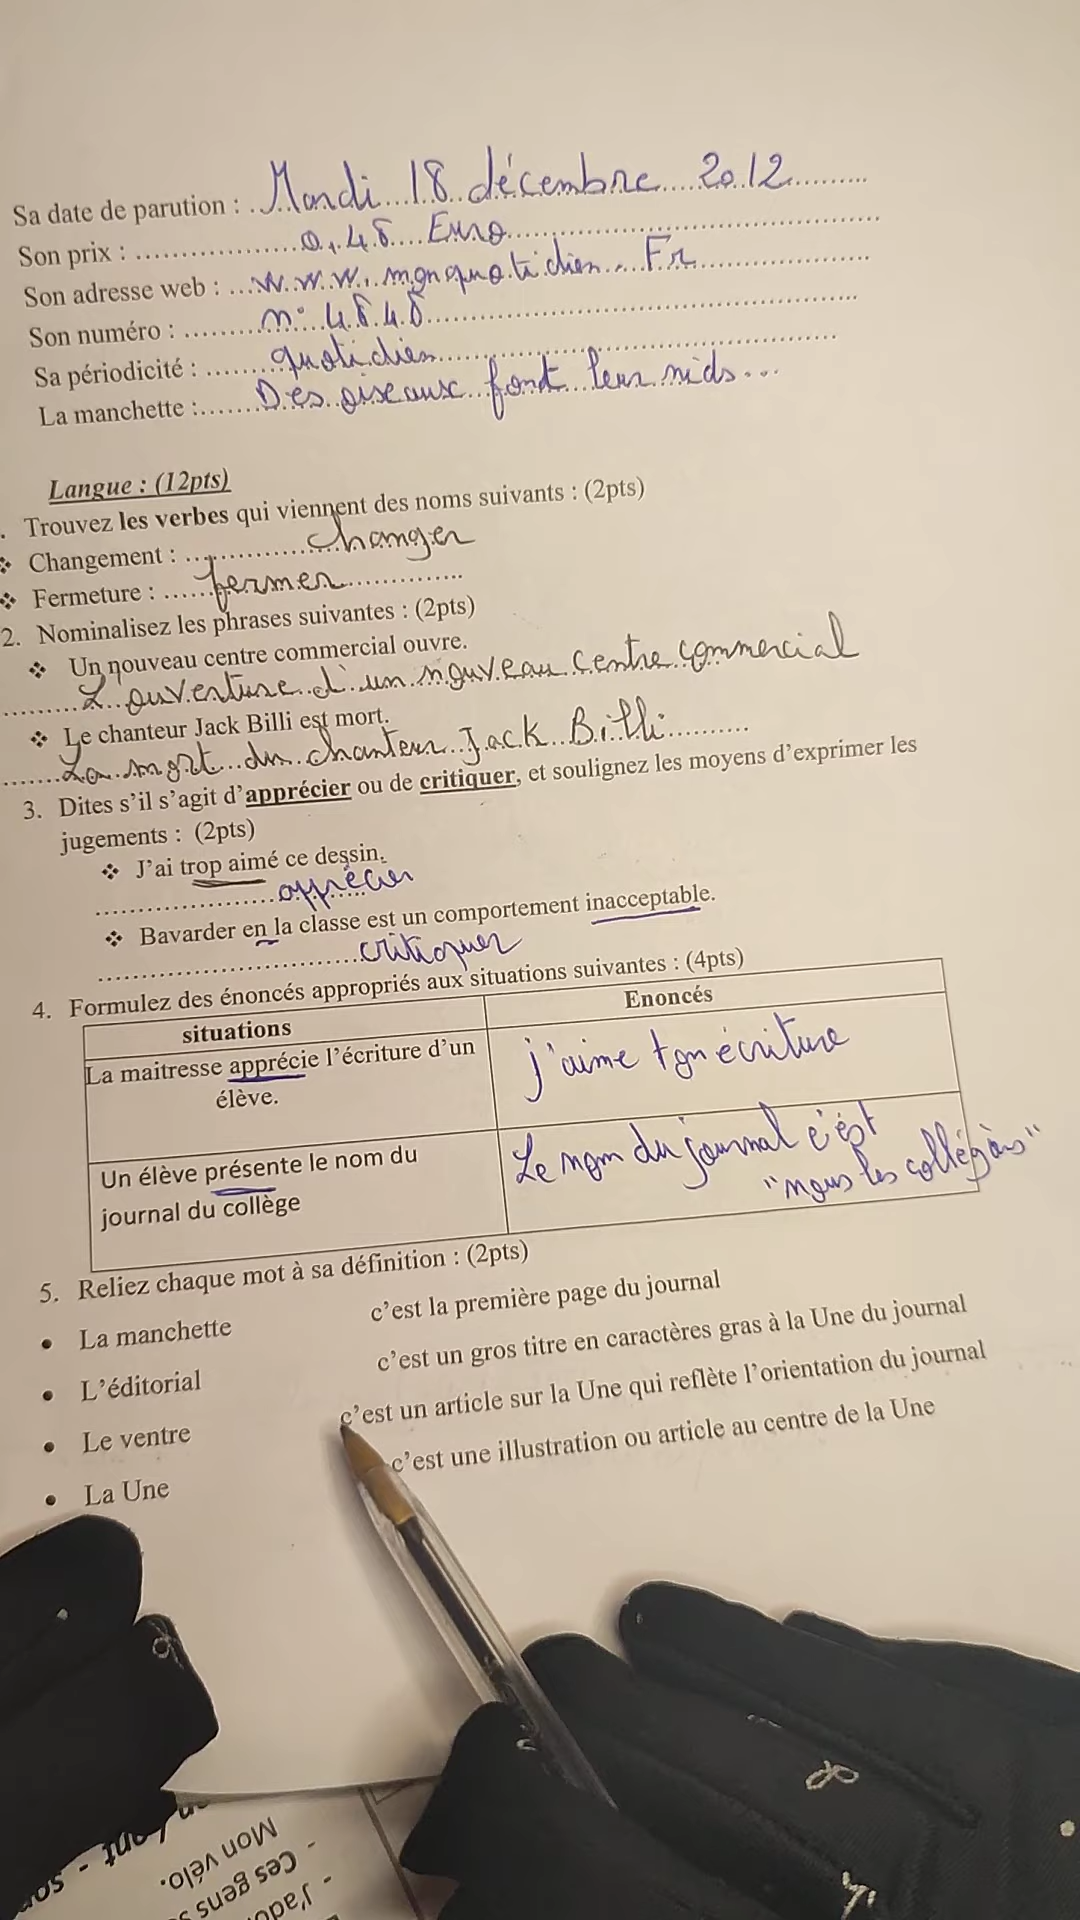 Sa date de parution : Mardi 18 décembre 2012
Son prix : 0,48 Euro
Son adresse web : www.monquotidien.Fr
Son numéro : n° 4848
Sa périodicité : quotidien
La manchette : Des oiseaux font leur nids...
Langue : (12pts)
. Trouvez les verbes qui viennent des noms suivants : (2pts)
❖ Changement : changer
❖ Fermeture : fermer
2. Nominalisez les phrases suivantes : (2pts)
❖ Un nouveau centre commercial ouvre.
L'ouverture d'un nouveau centre commercial
❖ Le chanteur Jack Billi est mort.
La mort du chanteur Jack Billi
3. Dites s'il s'agit d'apprécier ou de critiquer, et soulignez les moyens d'exprimer les
jugements : (2pts)
❖ J'ai trop aimé ce dessin.
apprécier
❖ Bavarder en la classe est un comportement inacceptable.
critiquer
4. Formulez des énoncés appropriés aux situations suivantes : (4pts)
situations Enoncés
La maitresse apprécie l'écriture d'un
élève.
j'aime ton écriture
Un élève présente le nom du
journal du collège
Le nom du journal c'ést
"nous les collégiens"
5. Reliez chaque mot à sa définition : (2pts)
• La manchette c'est la première page du journal
• L'éditorial c'est un gros titre en caractères gras à la Une du journal
• Le ventre c'est un article sur la Une qui reflète l'orientation du journal
• La Une c'est une illustration ou article au centre de la Une
Mon vélo.
- Ces gens
- J'ado